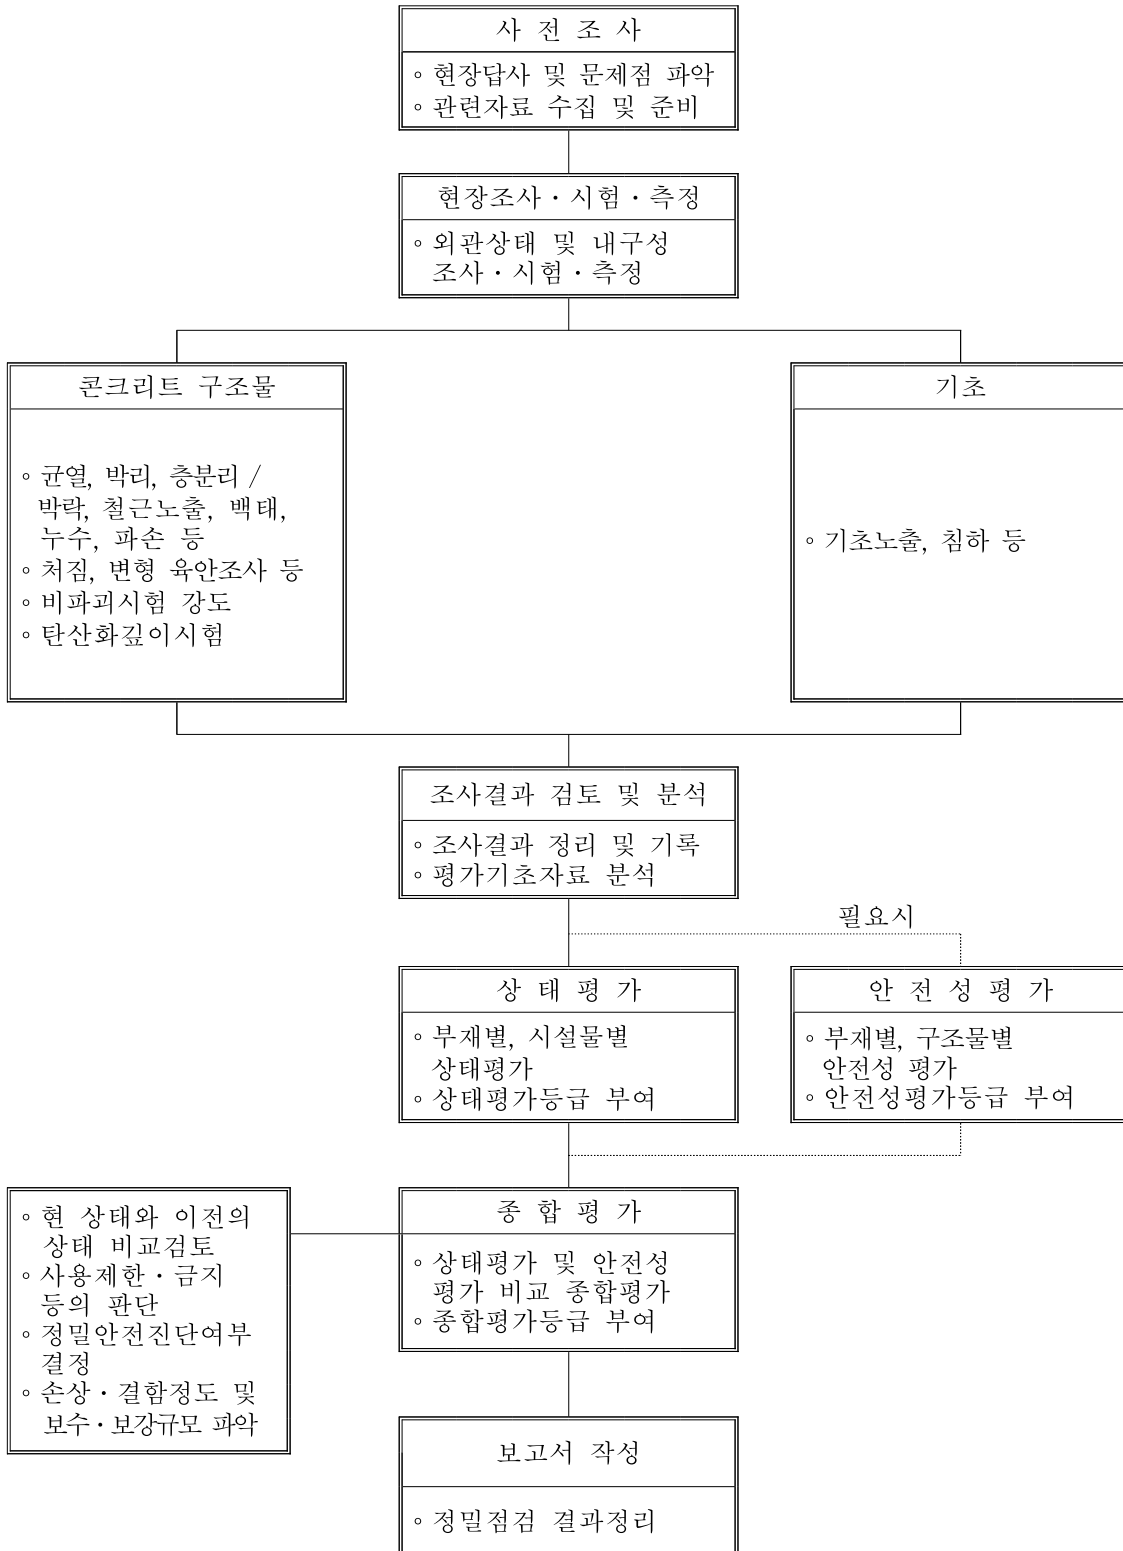 사 전 조 사
◦ 현장답사 및 문제점 파악
◦ 관련자료 수집 및 준비
현장조사・시험・측정
◦ 외관상태 및 내구성
조사・시험・측정
콘크리트 구조물
◦ 균열, 박리, 층분리 /
박락, 철근노출, 백태,
누수, 파손 등
◦ 처짐, 변형 육안조사 등
◦ 비파괴시험 강도
◦ 탄산화깊이시험
기초
◦ 기초노출, 침하 등
조사결과 검토 및 분석
◦ 조사결과 정리 및 기록
◦ 평가기초자료 분석
필요시
상 태 평 가
◦ 부재별, 시설물별
상태평가
◦ 상태평가등급 부여
안 전 성 평 가
◦ 부재별, 구조물별
안전성 평가
◦ 안전성평가등급 부여
◦ 현 상태와 이전의
상태 비교검토
◦ 사용제한・금지
등의 판단
◦ 정밀안전진단여부
결정
◦ 손상・결함정도 및
보수・보강규모 파악
종 합 평 가
◦ 상태평가 및 안전성
평가 비교 종합평가
◦ 종합평가등급 부여
보고서 작성
◦ 정밀점검 결과정리